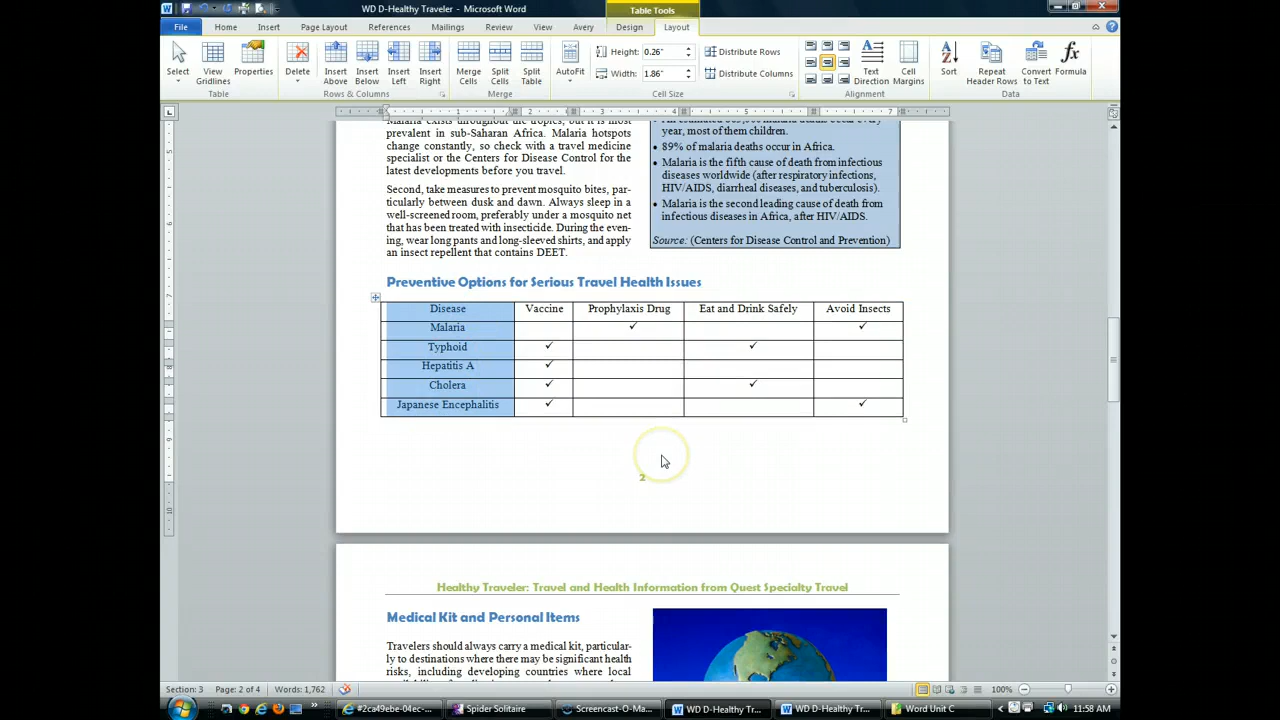 WD D-Healthy Traveler - Microsoft Word
Table Tools
File Home Insert Page Layout References Mailings Review View Avery Design Layout
Select
View Gridlines
Properties
Delete
Insert Above
Insert Below
Insert Left
Insert Right
Merge Cells
Split Cells
Split Table
AutoFit
Height: 0.26"
Width: 1.86"
Distribute Rows
Distribute Columns
Text Direction
Cell Margins
Sort
Repeat Header Rows
Convert to Text
Formula
Table Rows & Columns Merge Cell Size Alignment Data
prevalent in sub-Saharan Africa. Malaria hotspots
change constantly, so check with a travel medicine
specialist or the Centers for Disease Control for the
latest developments before you travel.
Second, take measures to prevent mosquito bites, par-
ticularly between dusk and dawn. Always sleep in a
well-screened room, preferably under a mosquito net
that has been treated with insecticide. During the even-
ing, wear long pants and long-sleeved shirts, and apply
an insect repellent that contains DEET.
year, most of them children.
• 89% of malaria deaths occur in Africa.
• Malaria is the fifth cause of death from infectious
diseases worldwide (after respiratory infections,
HIV/AIDS, diarrheal diseases, and tuberculosis).
• Malaria is the second leading cause of death from
infectious diseases in Africa, after HIV/AIDS.
Source: (Centers for Disease Control and Prevention)
Preventive Options for Serious Travel Health Issues
Disease Vaccine Prophylaxis Drug Eat and Drink Safely Avoid Insects
Malaria ✓ ✓
Typhoid ✓ ✓
Hepatitis A ✓
Cholera ✓ ✓
Japanese Encephalitis ✓ ✓
2
Healthy Traveler: Travel and Health Information from Quest Specialty Travel
Medical Kit and Personal Items
Travelers should always carry a medical kit, particular-
ly to destinations where there may be significant health
risks, including developing countries where local
Section: 3 Page: 2 of 4 Words: 1,762 100%
#2ca49ebe-04ec-... Spider Solitaire Screencast-O-Ma... WD D-Healthy Tr... WD D-Healthy Tr... Word Unit C 11:58 AM